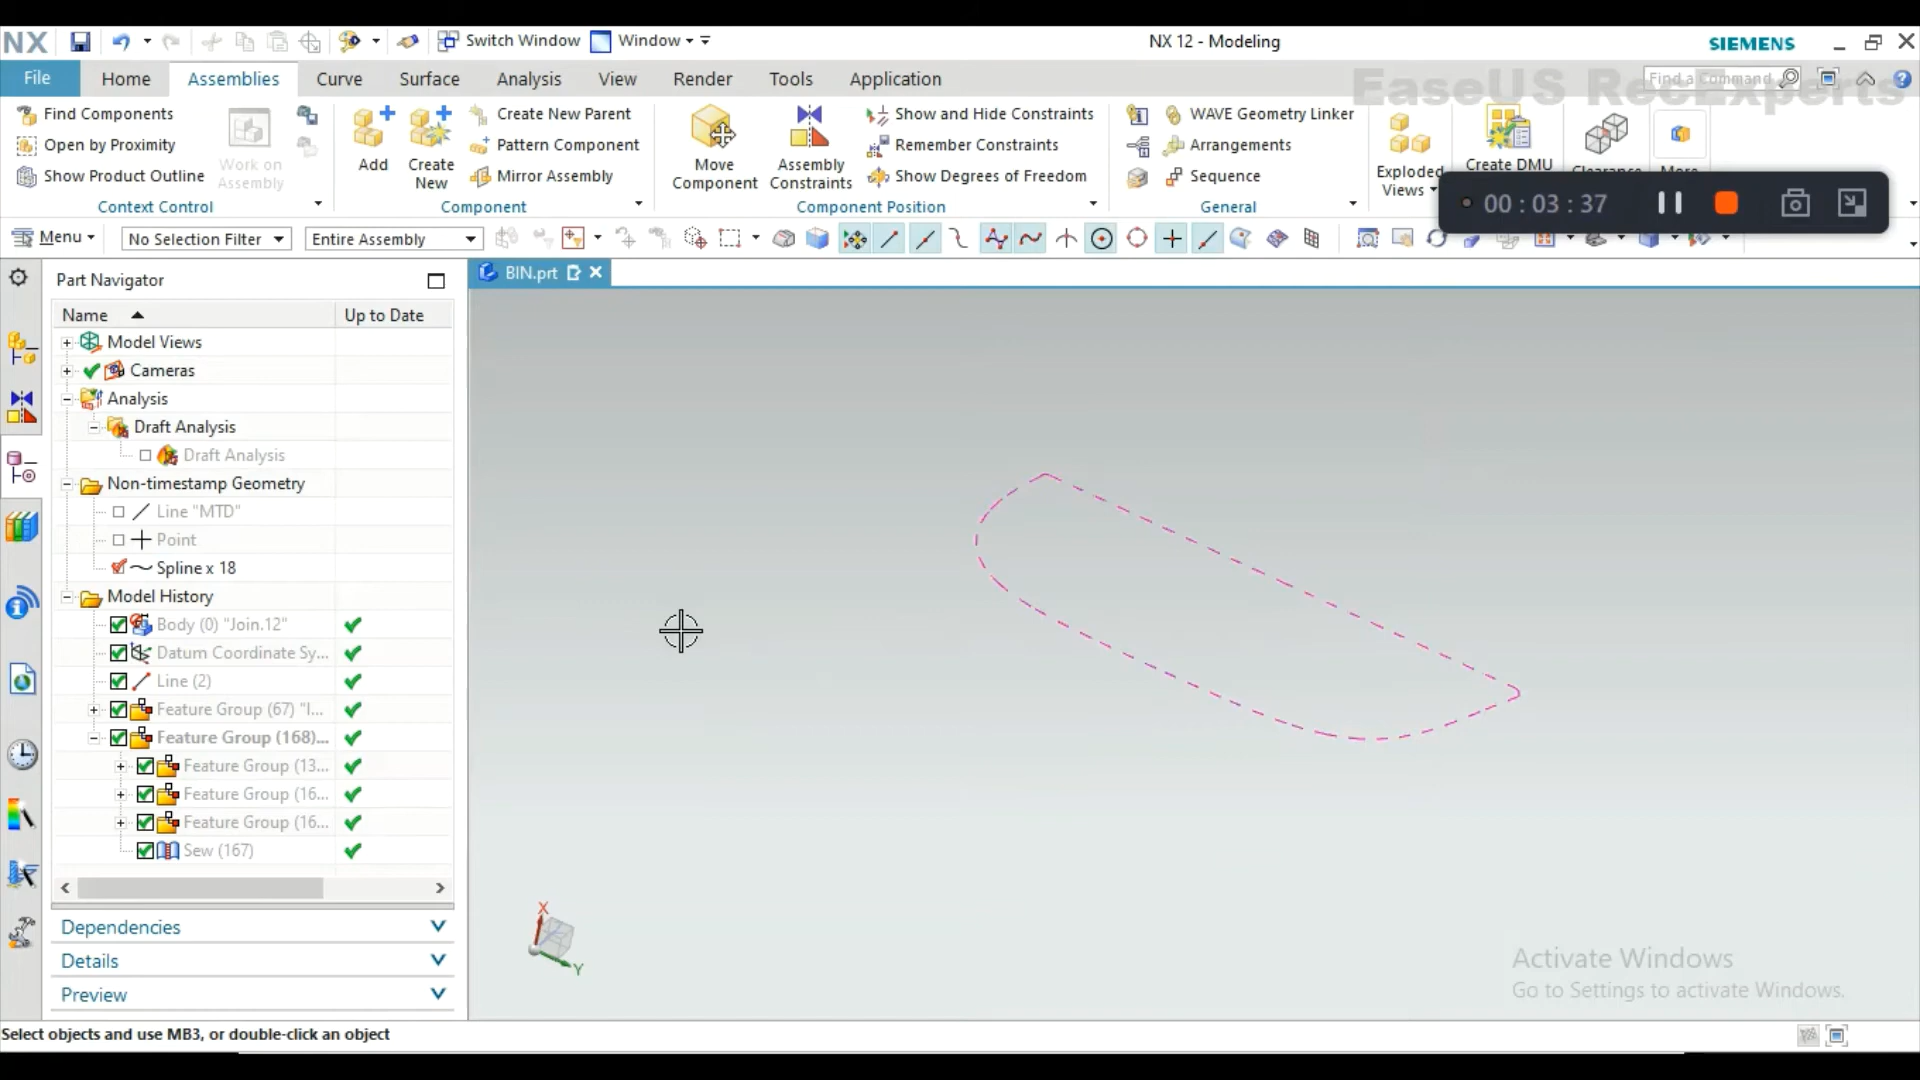 NX Switch Window Window NX 12 - Modeling SIEMENS
File Home Assemblies Curve Surface Analysis View Render Tools Application Find a Command
EaseUS RecExperts
Find Components
Open by Proximity
Show Product Outline
Work on
Assembly
Context Control
Add
Create
New
Create New Parent
Pattern Component
Mirror Assembly
Component
Move
Component
Assembly
Constraints
Show and Hide Constraints
Remember Constraints
Show Degrees of Freedom
Component Position
WAVE Geometry Linker
Arrangements
Sequence
General
Exploded
Views
Create DMU
Clearance
More
00 : 03 : 37
Menu No Selection Filter Entire Assembly
Part Navigator
BIN.prt
Name Up to Date
Model Views
Cameras
Analysis
Draft Analysis
Draft Analysis
Non-timestamp Geometry
Line "MTD"
Point
Spline x 18
Model History
Body (0) "Join.12"
Datum Coordinate Sy...
Line (2)
Feature Group (67) "I...
Feature Group (168)...
Feature Group (13...
Feature Group (16...
Feature Group (16...
Sew (167)
Dependencies
Details
Preview
X
Y
Activate Windows
Go to Settings to activate Windows.
Select objects and use MB3, or double-click an object